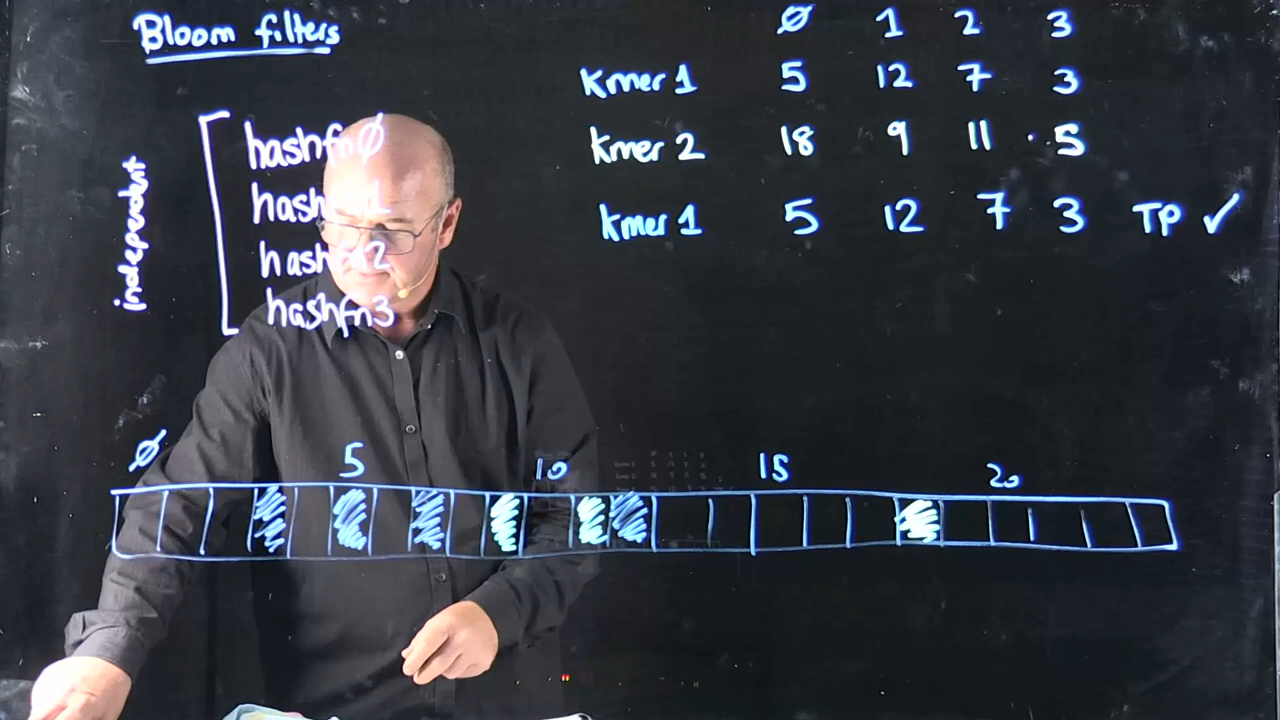 Bloom filters
Ø 1 2 3
Kmer 1 5 12 7 3
Kmer 2 18 9 11 5
Kmer 1 5 12 7 3 TP ✓
independent
hashfnØ
hashfn2
hashfn3
Ø 5 10 15 20